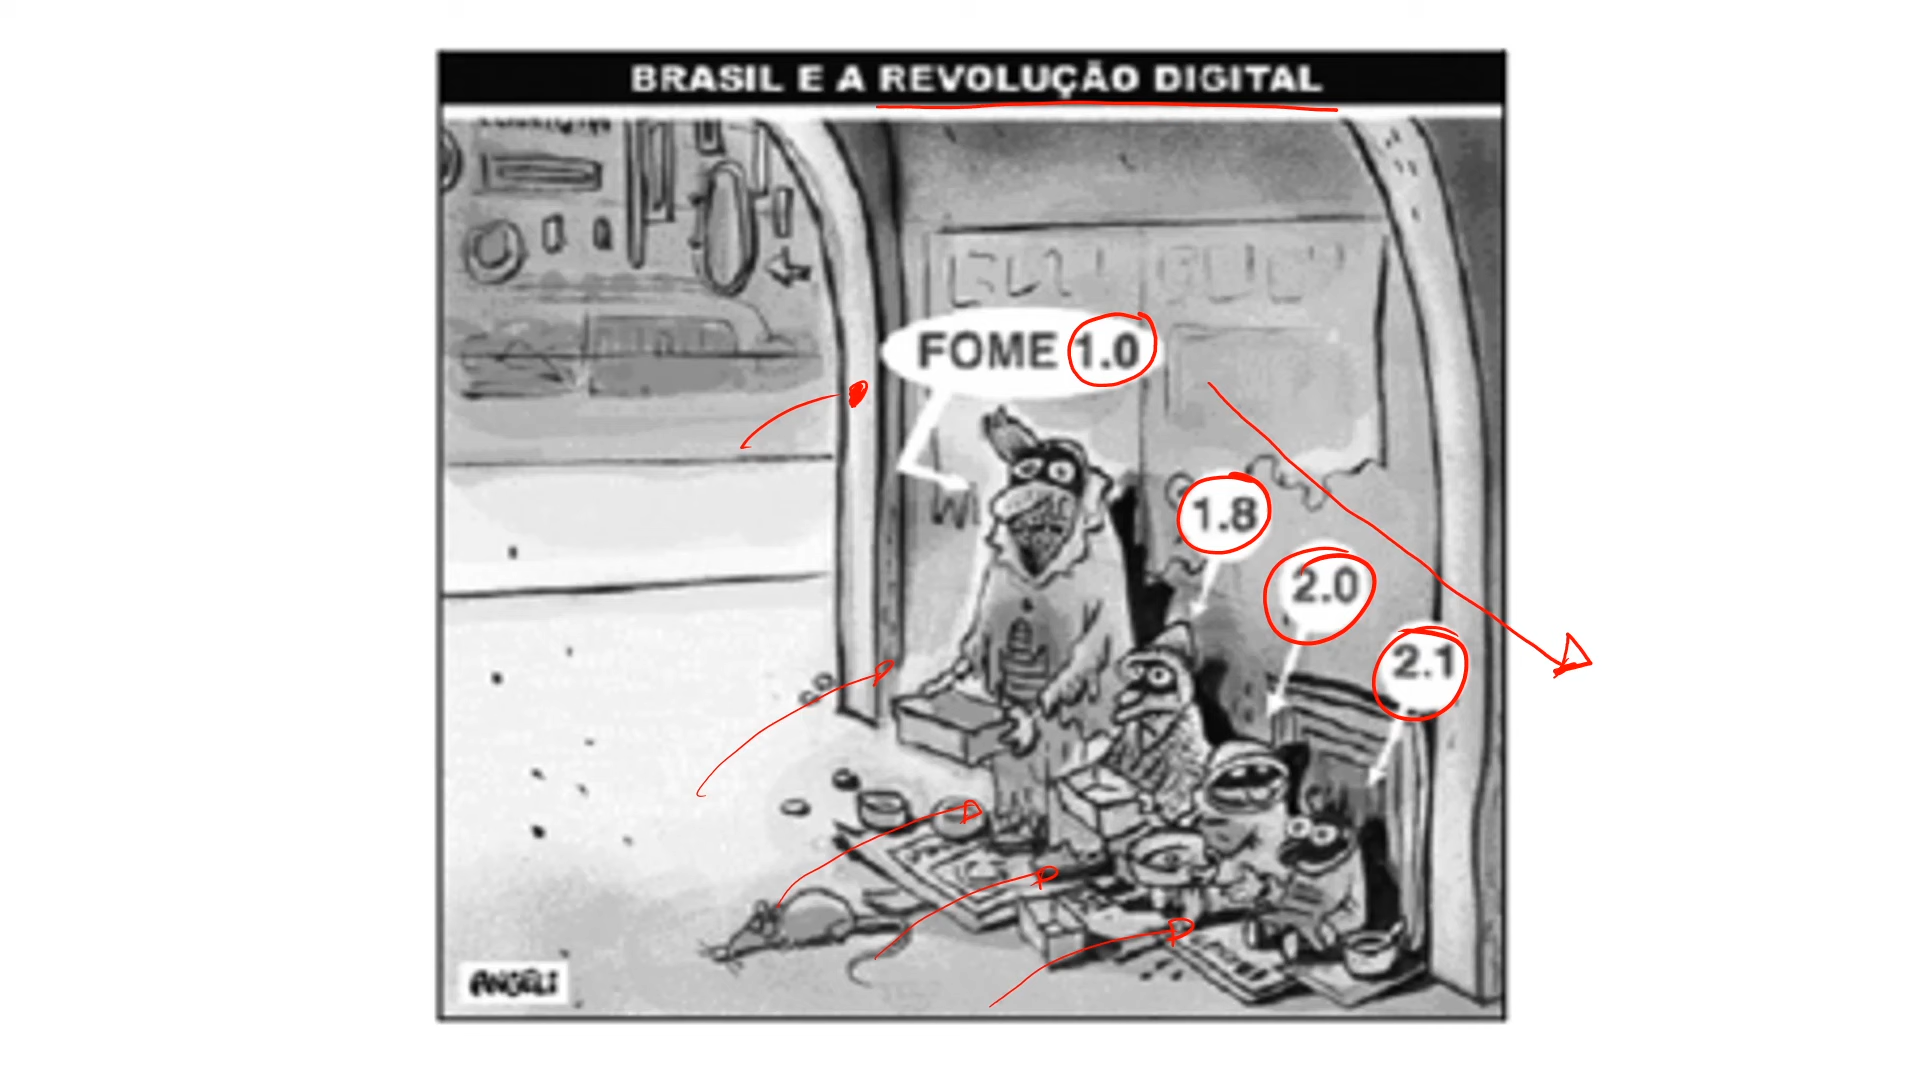 BRASIL E A REVOLUÇÃO DIGITAL
FOME 1.0
1.8
2.0
2.1
ANGELI